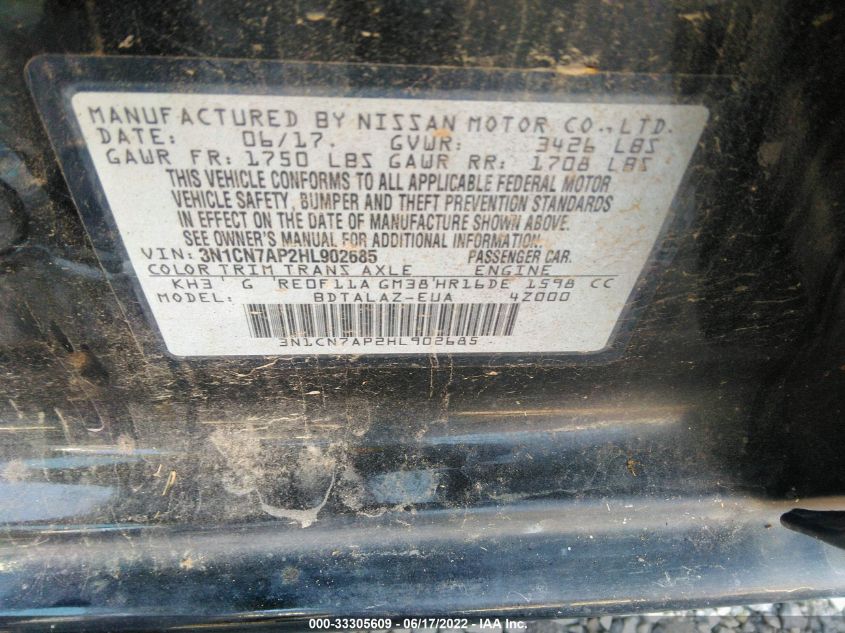 MANUFACTURED BY NISSAN MOTOR CO., LTD.
DATE: 06/17. GVWR: 3426 LBS
GAWR FR: 1750 LBS GAWR RR: 1708 LBS
THIS VEHICLE CONFORMS TO ALL APPLICABLE FEDERAL MOTOR
VEHICLE SAFETY, BUMPER AND THEFT PREVENTION STANDARDS
IN EFFECT ON THE DATE OF MANUFACTURE SHOWN ABOVE.
SEE OWNER'S MANUAL FOR ADDITIONAL INFORMATION.
VIN: 3N1CN7AP2HL902685 PASSENGER CAR.
COLOR TRIM TRANS AXLE ENGINE
KH3 G RE0F11A GM38 HR16DE 1598 CC
MODEL: BDTALAZ-EUA 4Z000
3N1CN7AP2HL902685
000-33305609 - 06/17/2022 - IAA Inc.